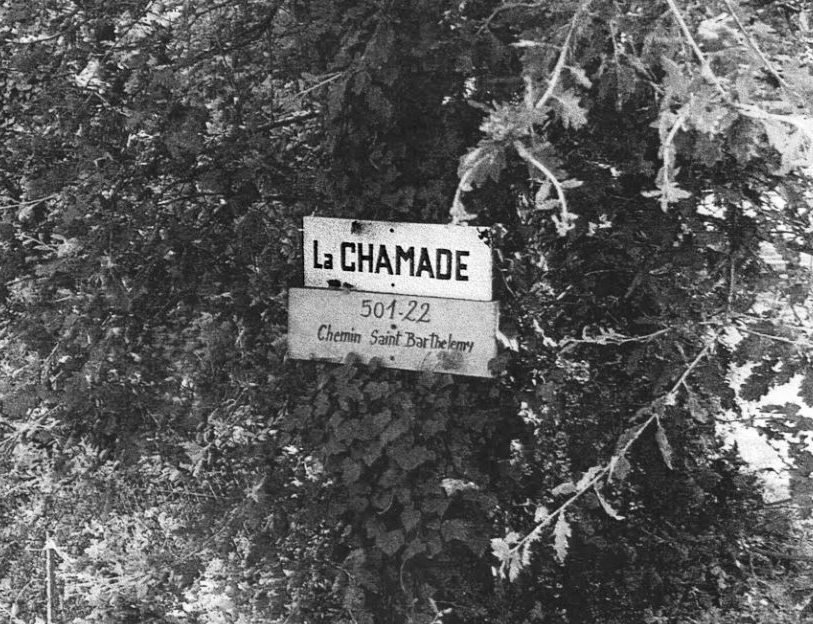 La CHAMADE
501-22
Chemin Saint Barthelemy